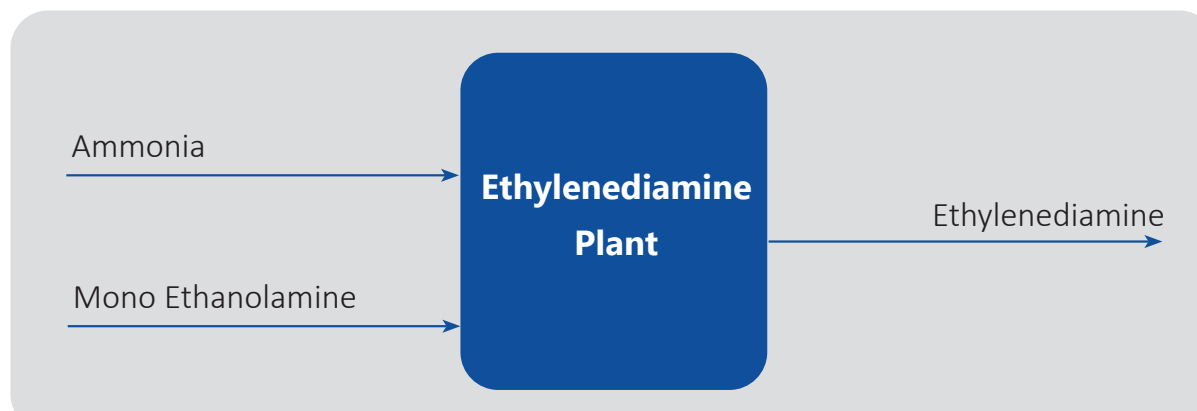 Ammonia
Mono Ethanolamine
Ethylenediamine
Plant
Ethylenediamine